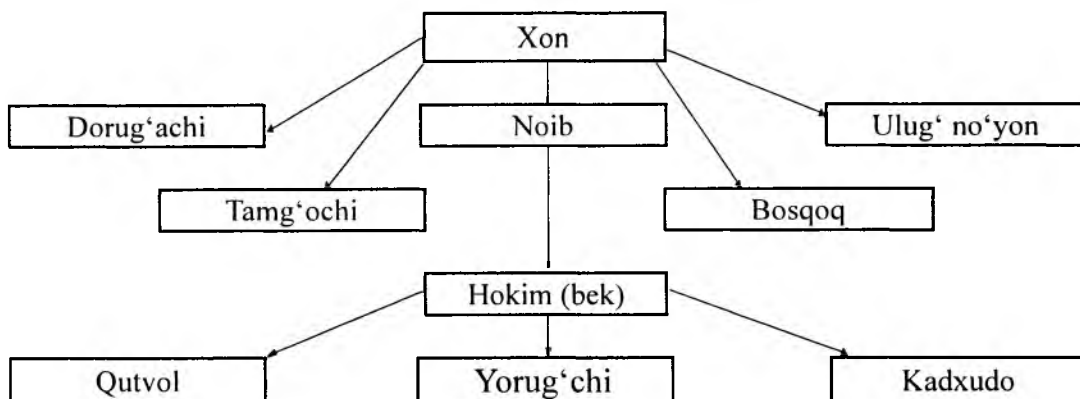 Xon
Dorug‘achi
Noib
Ulug‘ no‘yon
Tamg‘ochi
Bosqoq
Hokim (bek)
Qutvol
Yorug‘chi
Kadxudo